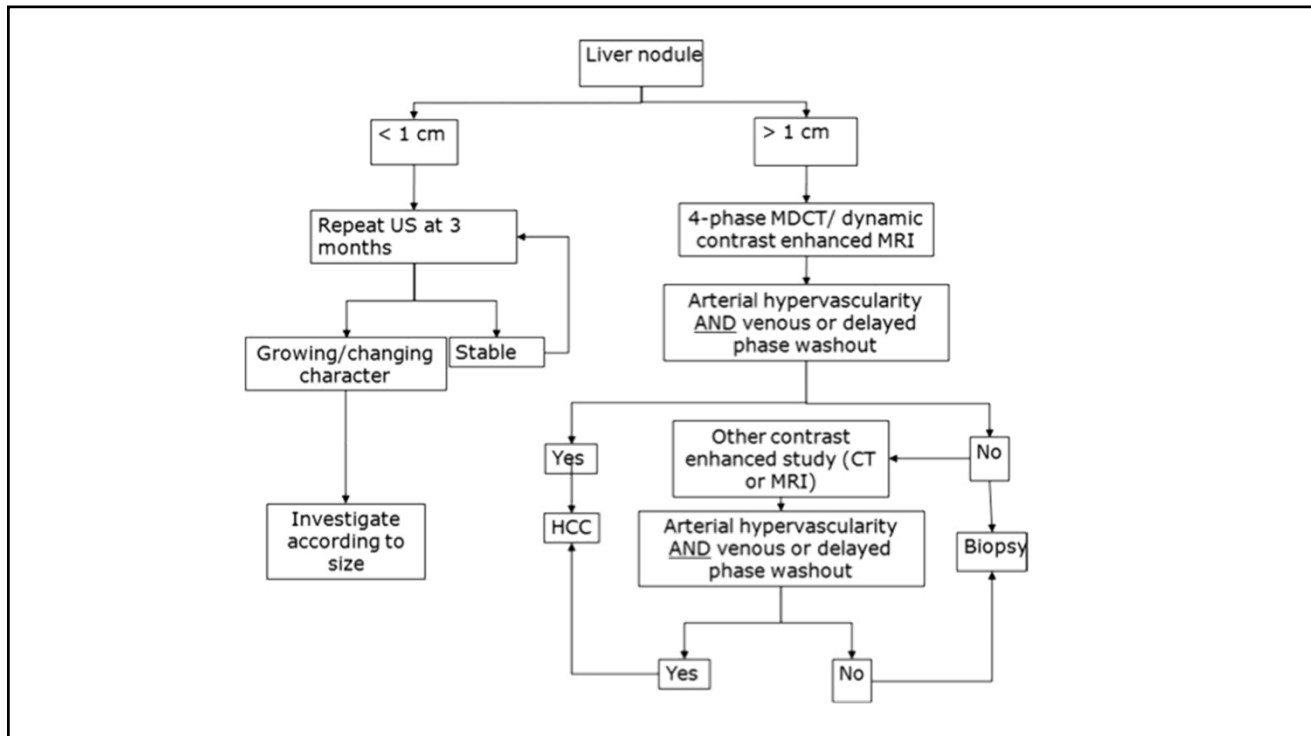 Liver nodule
< 1 cm
> 1 cm
Repeat US at 3
months
4-phase MDCT/ dynamic
contrast enhanced MRI
Growing/changing
character
Stable
Arterial hypervascularity
AND venous or delayed
phase washout
Investigate
according to
size
Yes
Other contrast
enhanced study (CT
or MRI)
No
HCC
Arterial hypervascularity
AND venous or delayed
phase washout
Biopsy
Yes
No